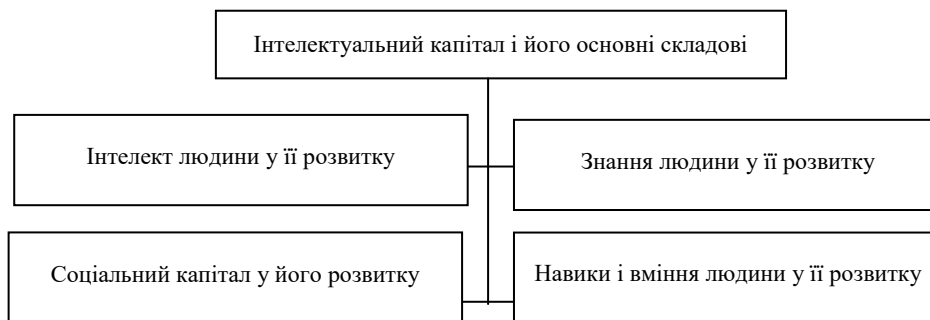 Інтелектуальний капітал і його основні складові
Інтелект людини у її розвитку
Знання людини у її розвитку
Соціальний капітал у його розвитку
Навики і вміння людини у її розвитку